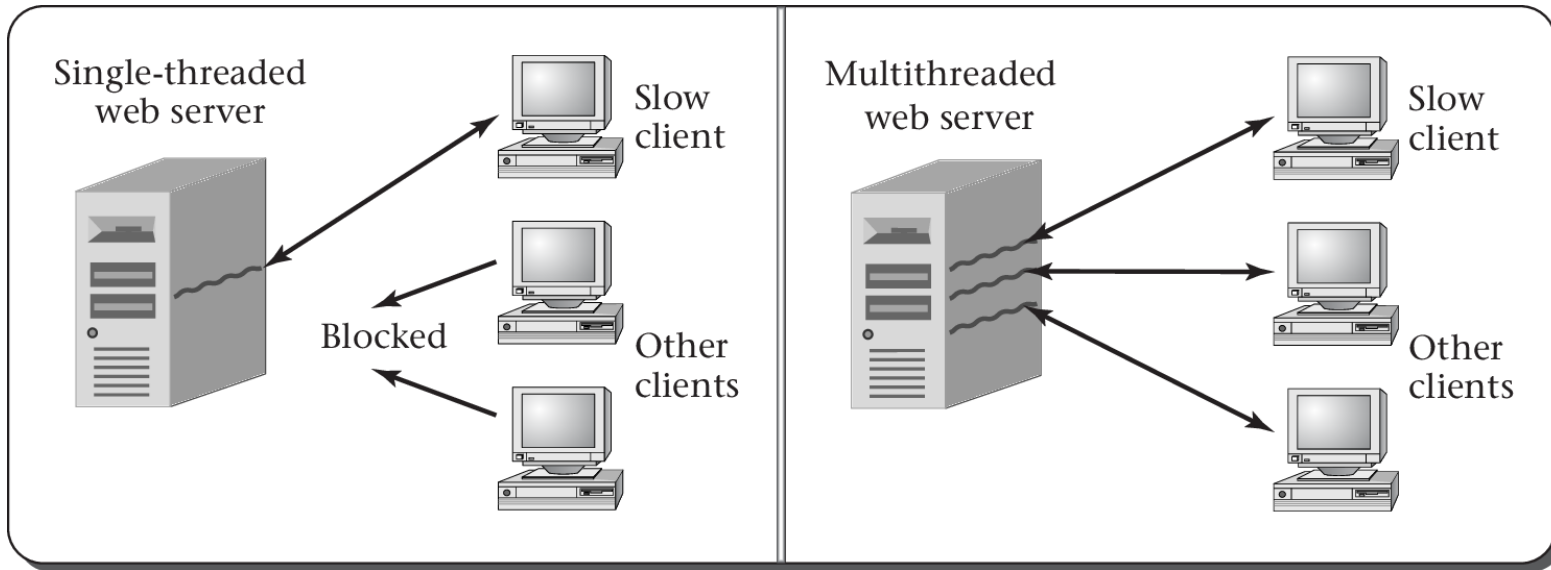 Single-threaded
web server
Slow
client
Blocked
Other
clients
Multithreaded
web server
Slow
client
Other
clients